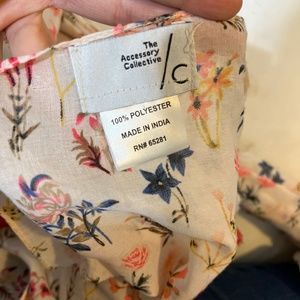 The
Accessory
Collective
/C
100% POLYESTER
MADE IN INDIA
RN# 65281